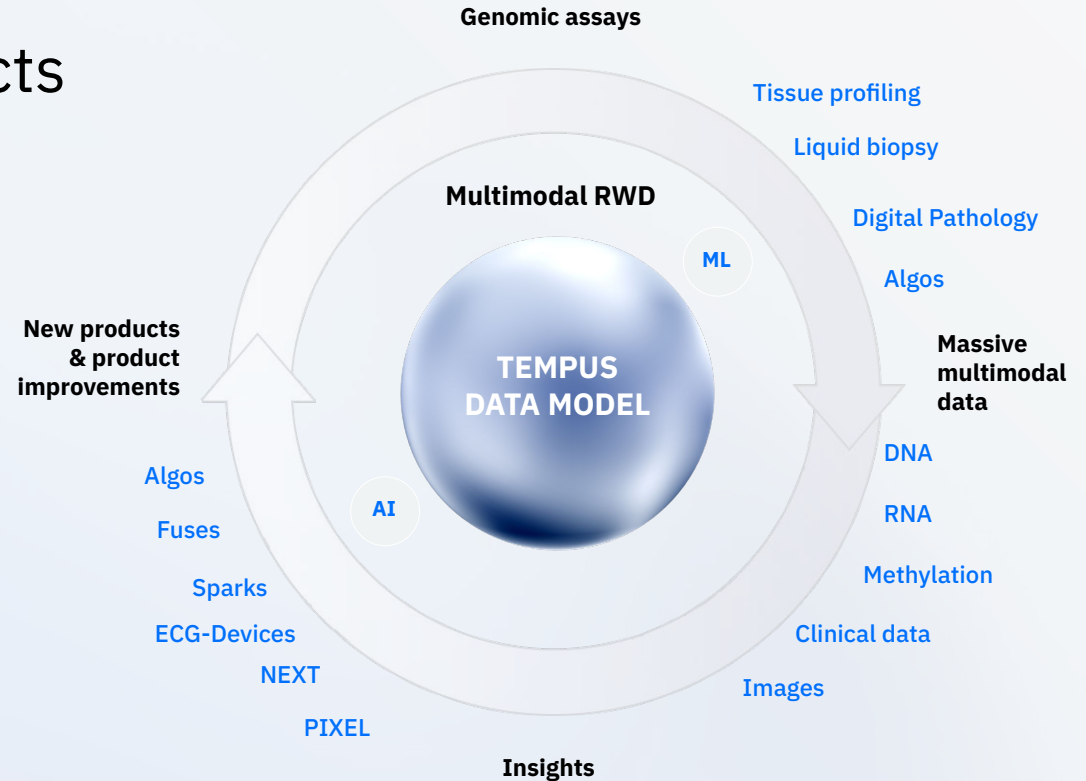 Genomic assays
cts
Tissue profiling
Liquid biopsy
Digital Pathology
Algos
Multimodal RWD
ML
TEMPUS
DATA MODEL
AI
Massive
multimodal
data
DNA
RNA
Methylation
Clinical data
Images
Insights
New products
& product
improvements
Algos
Fuses
Sparks
ECG-Devices
NEXT
PIXEL